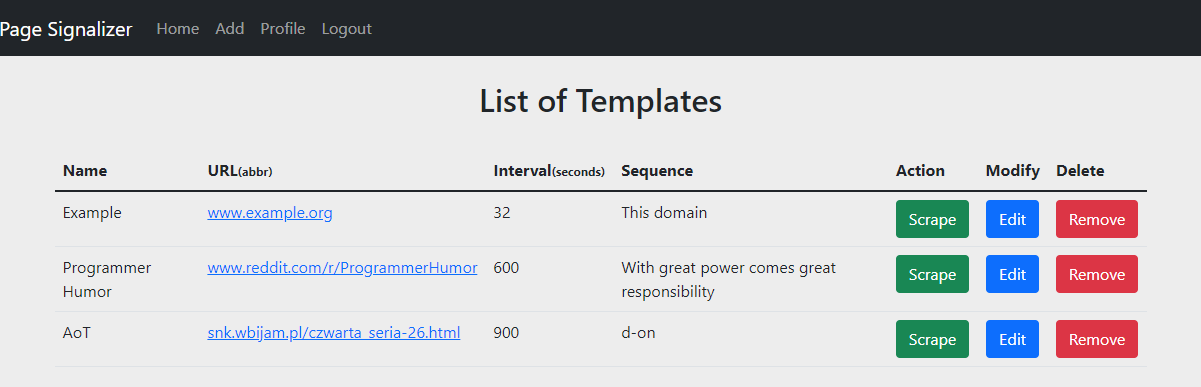 Page Signalizer Home Add Profile Logout
List of Templates
Name URL(abbr) Interval(seconds) Sequence Action Modify Delete
Example www.example.org 32 This domain Scrape Edit Remove
Programmer www.reddit.com/r/ProgrammerHumor 600 With great power comes great Scrape Edit Remove
Humor responsibility
AoT snk.wbijam.pl/czwarta_seria-26.html 900 d-on Scrape Edit Remove